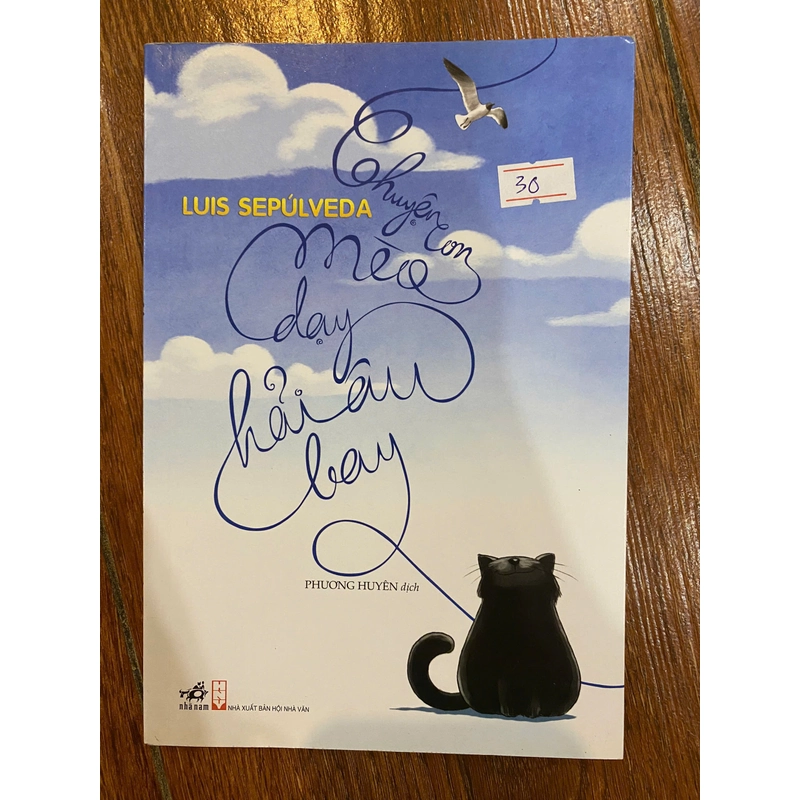 30
LUIS SEPÚLVEDA
Chuyện con
mèo
dạy
hải âu
bay
PHƯƠNG HUYÊN dịch
nhã nam
NHÀ XUẤT BẢN HỘI NHÀ VĂN